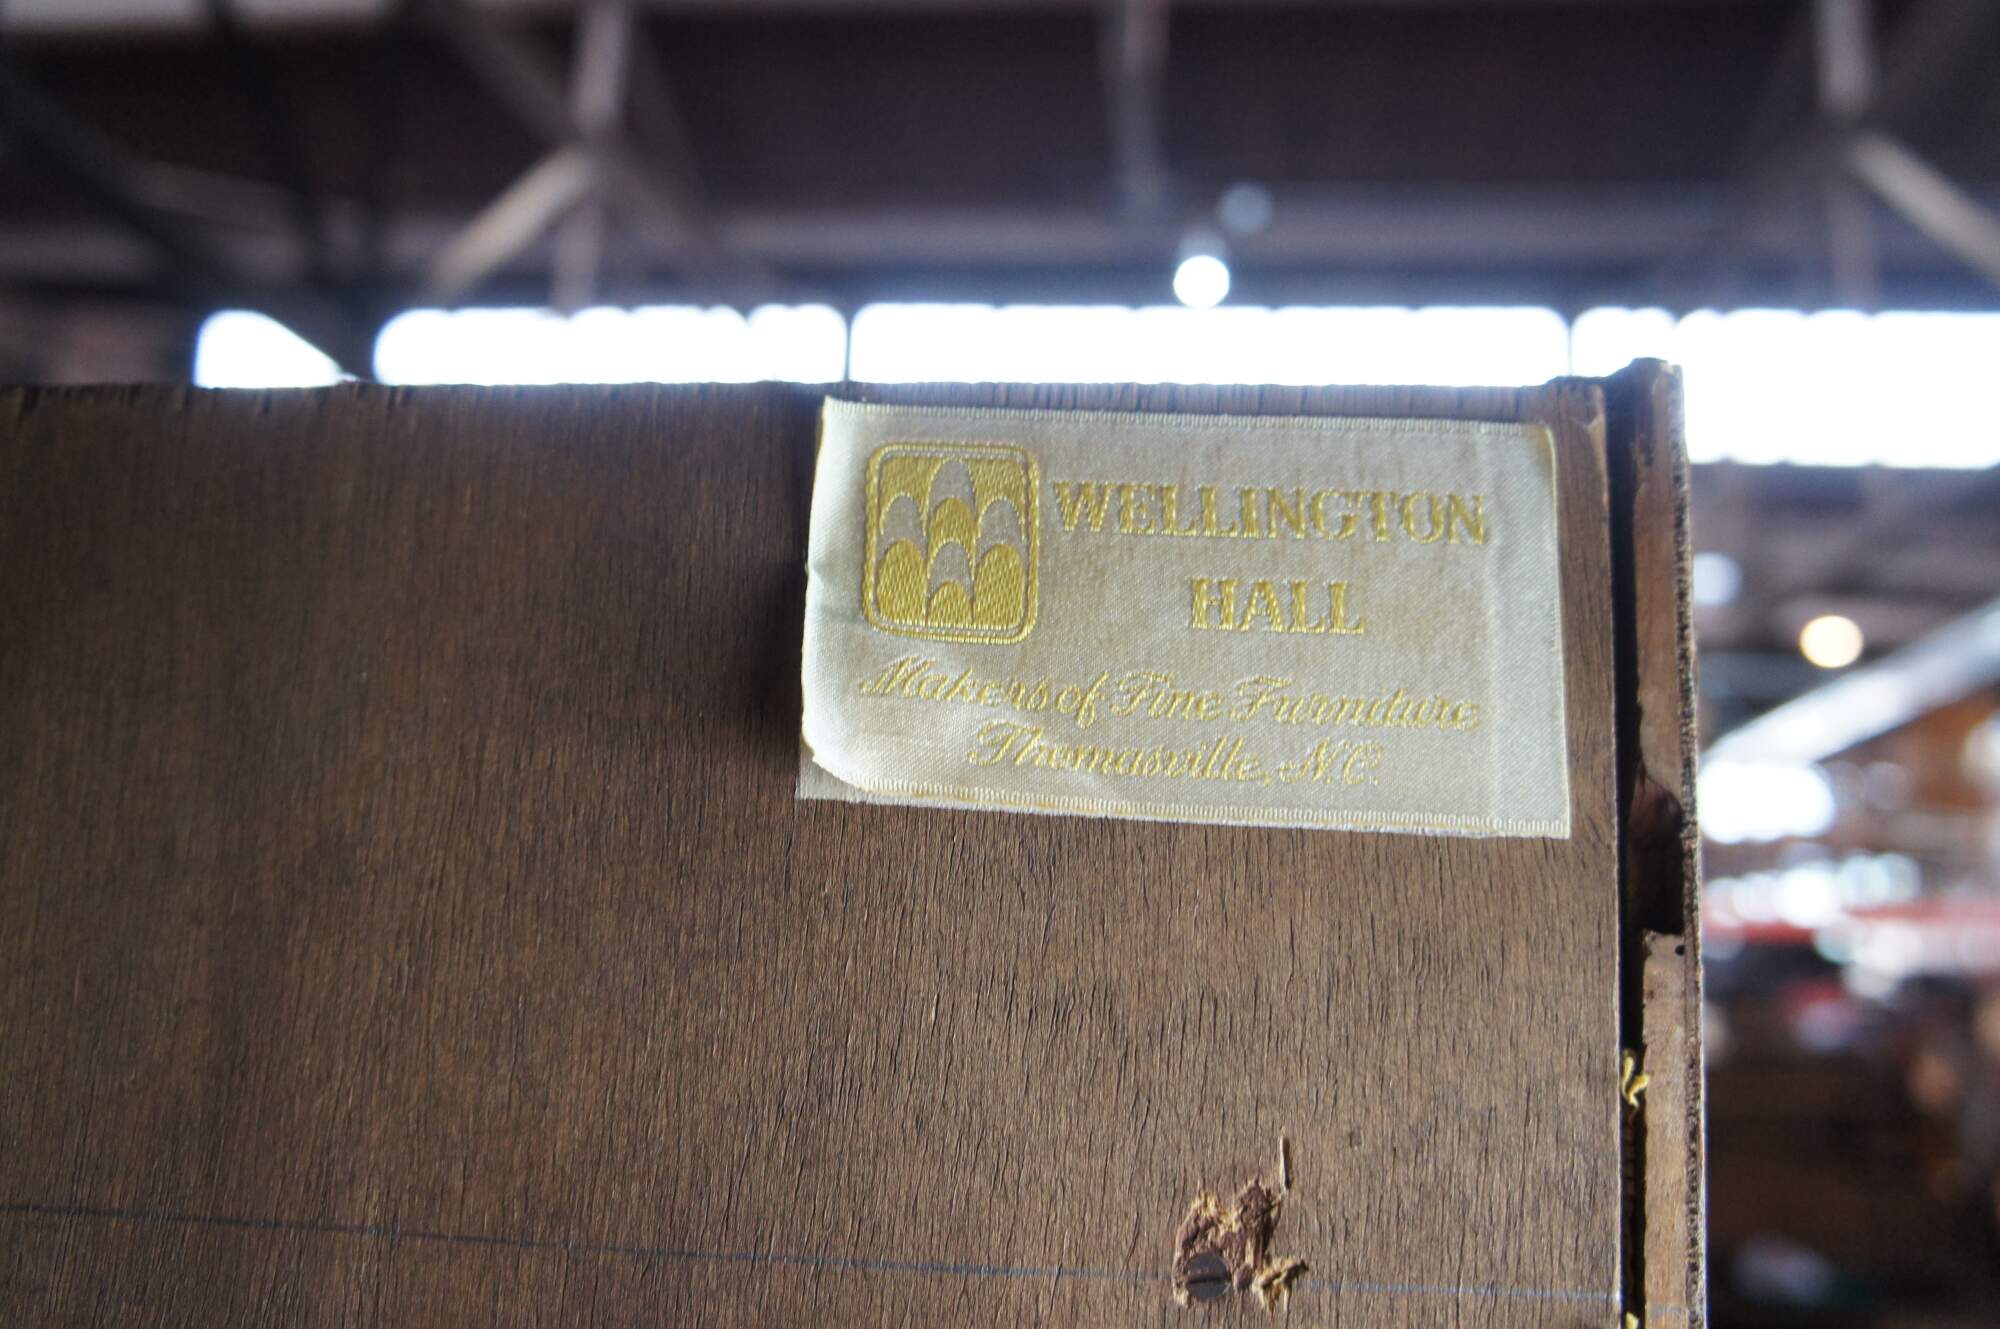 WELLINGTON
HALL
Makers of Fine Furniture
Thomasville, N.C.